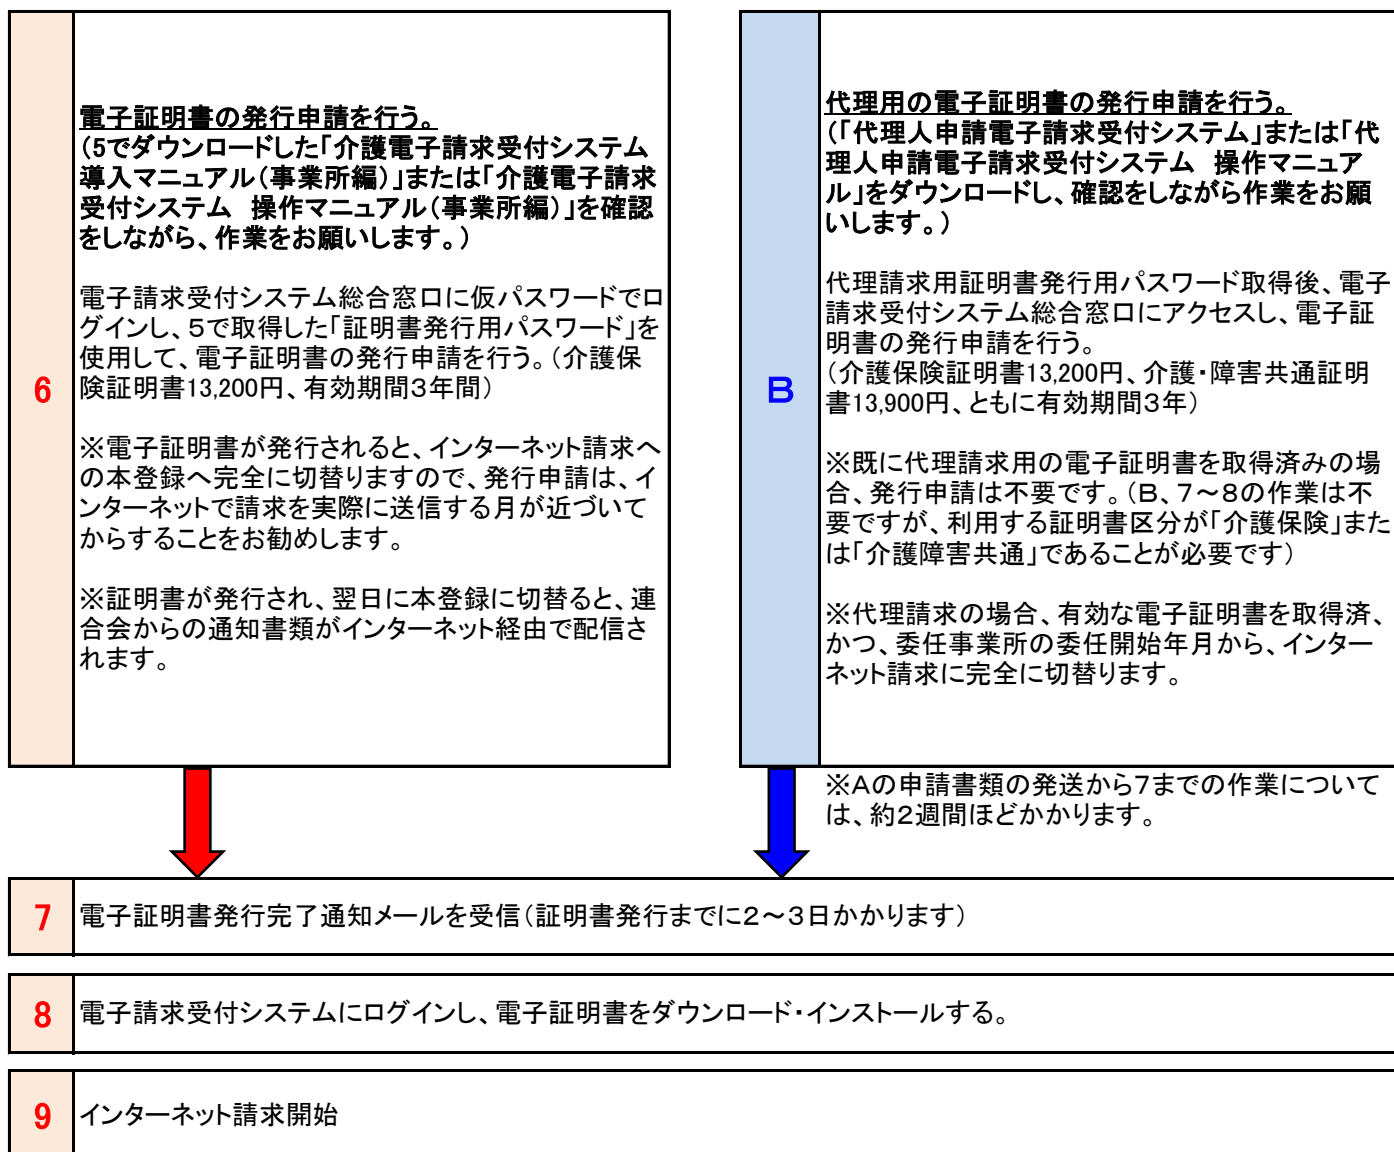 6
電子証明書の発行申請を行う。
(5でダウンロードした「介護電子請求受付システム
導入マニュアル(事業所編)」または「介護電子請求
受付システム　操作マニュアル(事業所編)」を確認
をしながら、作業をお願いします。)
電子請求受付システム総合窓口に仮パスワードでロ
グインし、５で取得した「証明書発行用パスワード」を
使用して、電子証明書の発行申請を行う。(介護保
険証明書13,200円、有効期間３年間)
※電子証明書が発行されると、インターネット請求へ
の本登録へ完全に切替りますので、発行申請は、イ
ンターネットで請求を実際に送信する月が近づいて
からすることをお勧めします。
※証明書が発行され、翌日に本登録に切替ると、連
合会からの通知書類がインターネット経由で配信さ
れます。
Ｂ
代理用の電子証明書の発行申請を行う。
(「代理人申請電子請求受付システム」または「代
理人申請電子請求受付システム　操作マニュア
ル」をダウンロードし、確認をしながら作業をお願
いします。)
代理請求用証明書発行用パスワード取得後、電子
請求受付システム総合窓口にアクセスし、電子証
明書の発行申請を行う。
(介護保険証明書13,200円、介護・障害共通証明
書13,900円、ともに有効期間３年)
※既に代理請求用の電子証明書を取得済みの場
合、発行申請は不要です。(Ｂ、７～８の作業は不
要ですが、利用する証明書区分が「介護保険」また
は「介護障害共通」であることが必要です)
※代理請求の場合、有効な電子証明書を取得済、
かつ、委任事業所の委任開始年月から、インター
ネット請求に完全に切替ります。
※Ａの申請書類の発送から7までの作業について
は、約２週間ほどかかります。
7
電子証明書発行完了通知メールを受信(証明書発行までに２～３日かかります)
8
電子請求受付システムにログインし、電子証明書をダウンロード・インストールする。
9
インターネット請求開始